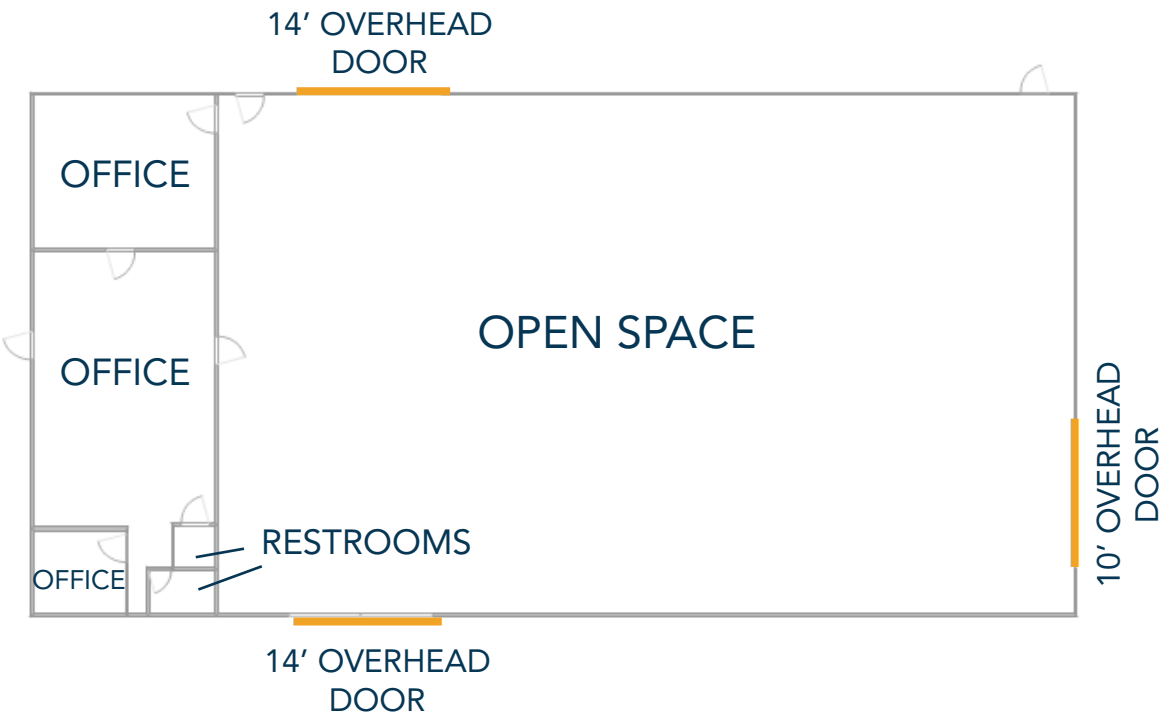 14’ OVERHEAD
DOOR
OFFICE
OPEN SPACE
OFFICE
10’ OVERHEAD
DOOR
RESTROOMS
OFFICE
14’ OVERHEAD
DOOR